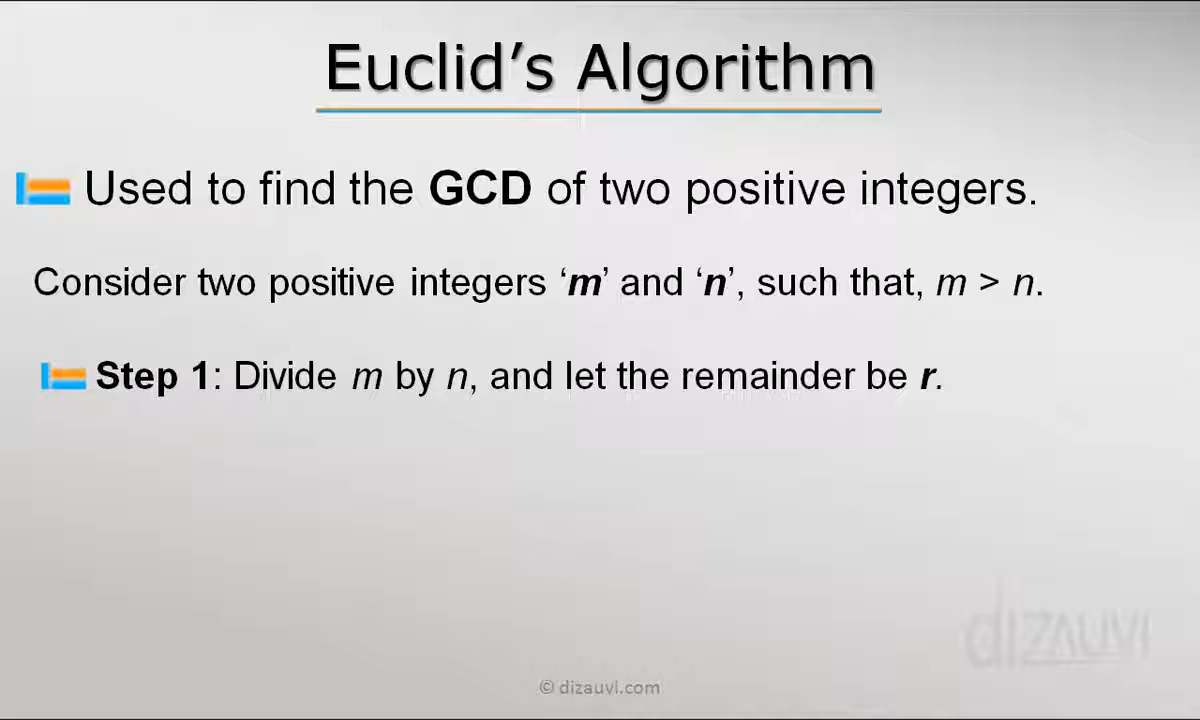 Euclid’s Algorithm
Used to find the GCD of two positive integers.
Consider two positive integers ‘m’ and ‘n’, such that, m > n.
Step 1: Divide m by n, and let the remainder be r.
dizauvi
© dizauvi.com